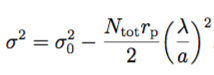 σ² = σ₀² − (N_tot r_p / 2) (λ / a)²